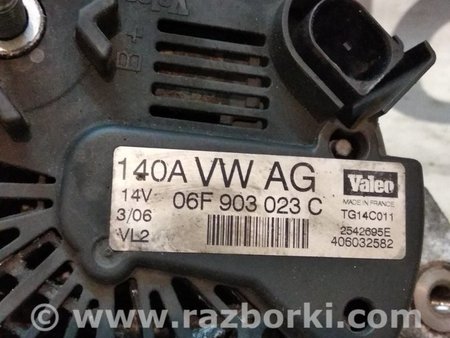 B+
Valeo
140A VW AG
14V 06F 903 023 C
3/06
VL2
Valeo
MADE IN FRANCE
TG14C011
2542695E
406032582
© www.razborki.com